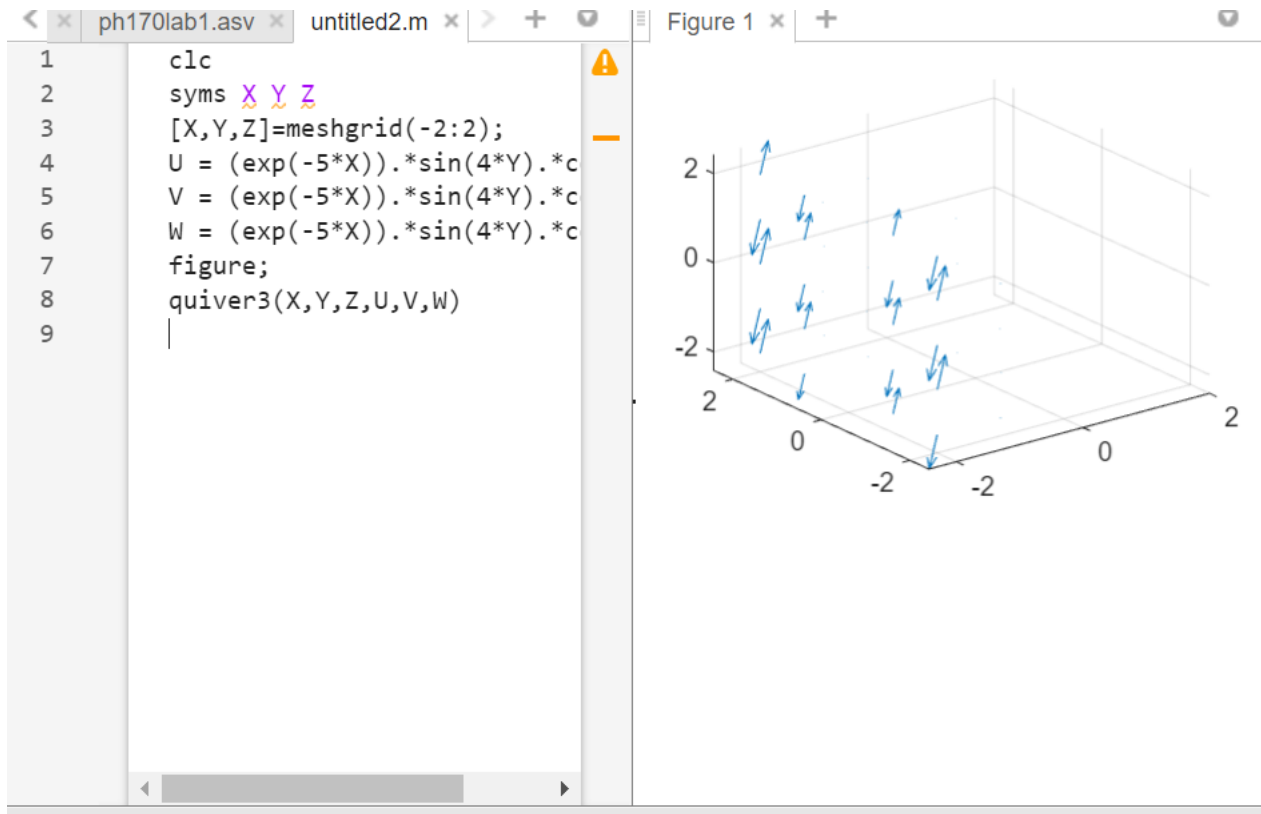 ph170lab1.asv
untitled2.m
Figure 1
1 clc
2 syms X Y Z
3 [X,Y,Z]=meshgrid(-2:2);
4 U = (exp(-5*X)).*sin(4*Y).*c
5 V = (exp(-5*X)).*sin(4*Y).*c
6 W = (exp(-5*X)).*sin(4*Y).*c
7 figure;
8 quiver3(X,Y,Z,U,V,W)
9
2
0
-2
2
0
-2
-2
0
2